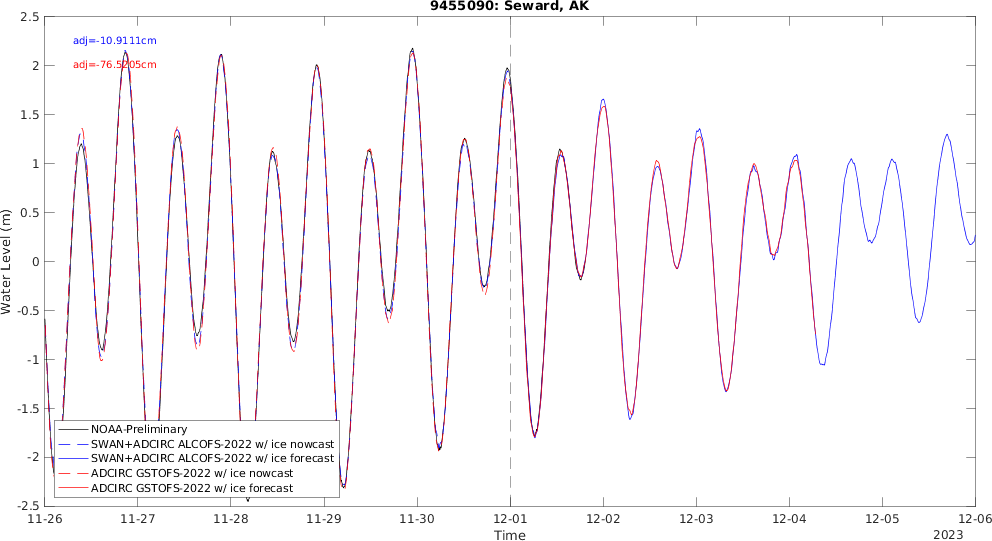 9455090: Seward, AK
adj=-10.9111cm
adj=-76.5205cm
2.5
2
1.5
1
0.5
0
-0.5
-1
-1.5
-2
-2.5
Water Level (m)
NOAA-Preliminary
SWAN+ADCIRC ALCOFS-2022 w/ ice nowcast
SWAN+ADCIRC ALCOFS-2022 w/ ice forecast
ADCIRC GSTOFS-2022 w/ ice nowcast
ADCIRC GSTOFS-2022 w/ ice forecast
11-26 11-27 11-28 11-29 11-30 12-01 12-02 12-03 12-04 12-05 12-06
Time
2023